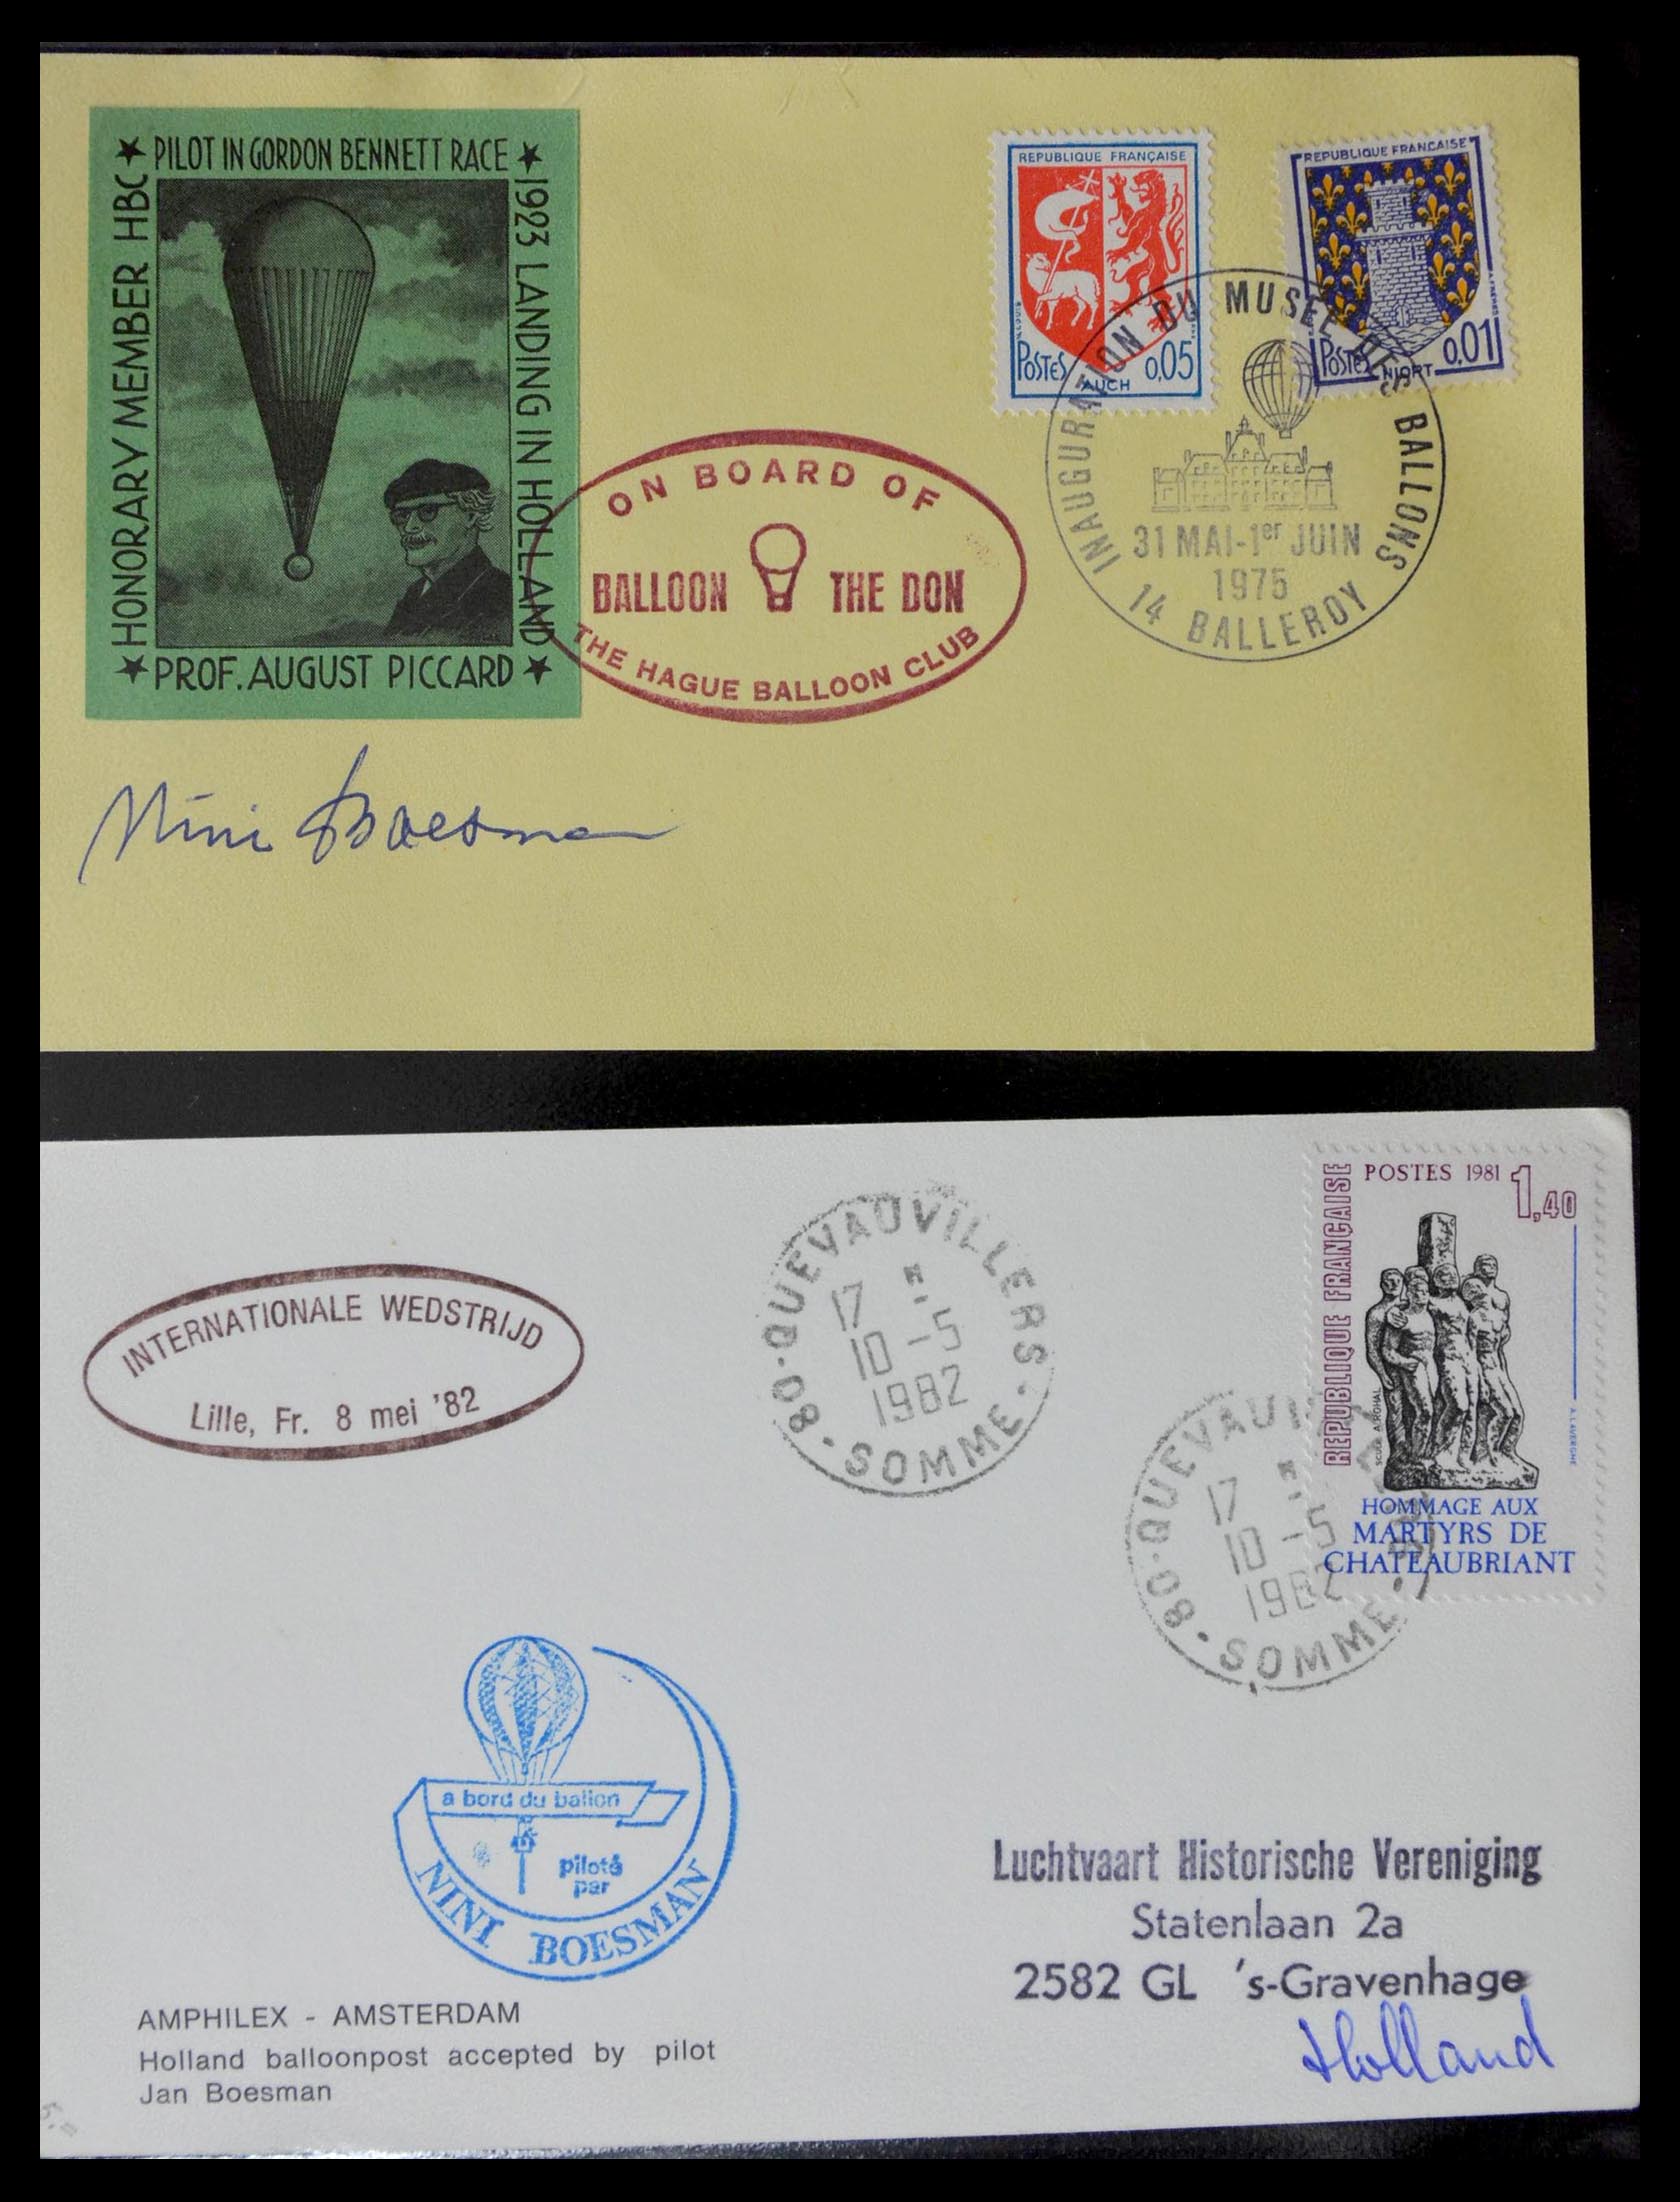 ★ PILOT IN GORDON BENNETT RACE ★
1923 LANDING IN HOLLAND
HONORARY MEMBER HBC
★ PROF. AUGUST PICCARD ★
REPUBLIQUE FRANÇAISE
POSTES 0,05
AUCH
REPUBLIQUE FRANCAISE
POSTES 0,01
NIORT
INAUGURATION DU MUSEE DES BALLONS
31 MAI-1er JUIN
1975
14 BALLEROY
ON BOARD OF
BALLOON THE DON
THE HAGUE BALLOON CLUB
Nini Boesman
POSTES 1981 1,40
REPUBLIQUE FRANÇAISE
HOMMAGE AUX
MARTYRS DE
CHATEAUBRIANT
80 - QUEVAUVILLERS
17
10 -5
1982
SOMME
80 - QUEVAUVILLERS
17
10 -5
1982
SOMME
INTERNATIONALE WEDSTRIJD
Lille, Fr. 8 mei '82
a bord du ballon
piloté
par
NINI BOESMAN
Luchtvaart Historische Vereniging
Statenlaan 2a
2582 GL 's-Gravenhage
Holland
AMPHILEX - AMSTERDAM
Holland balloonpost accepted by pilot
Jan Boesman